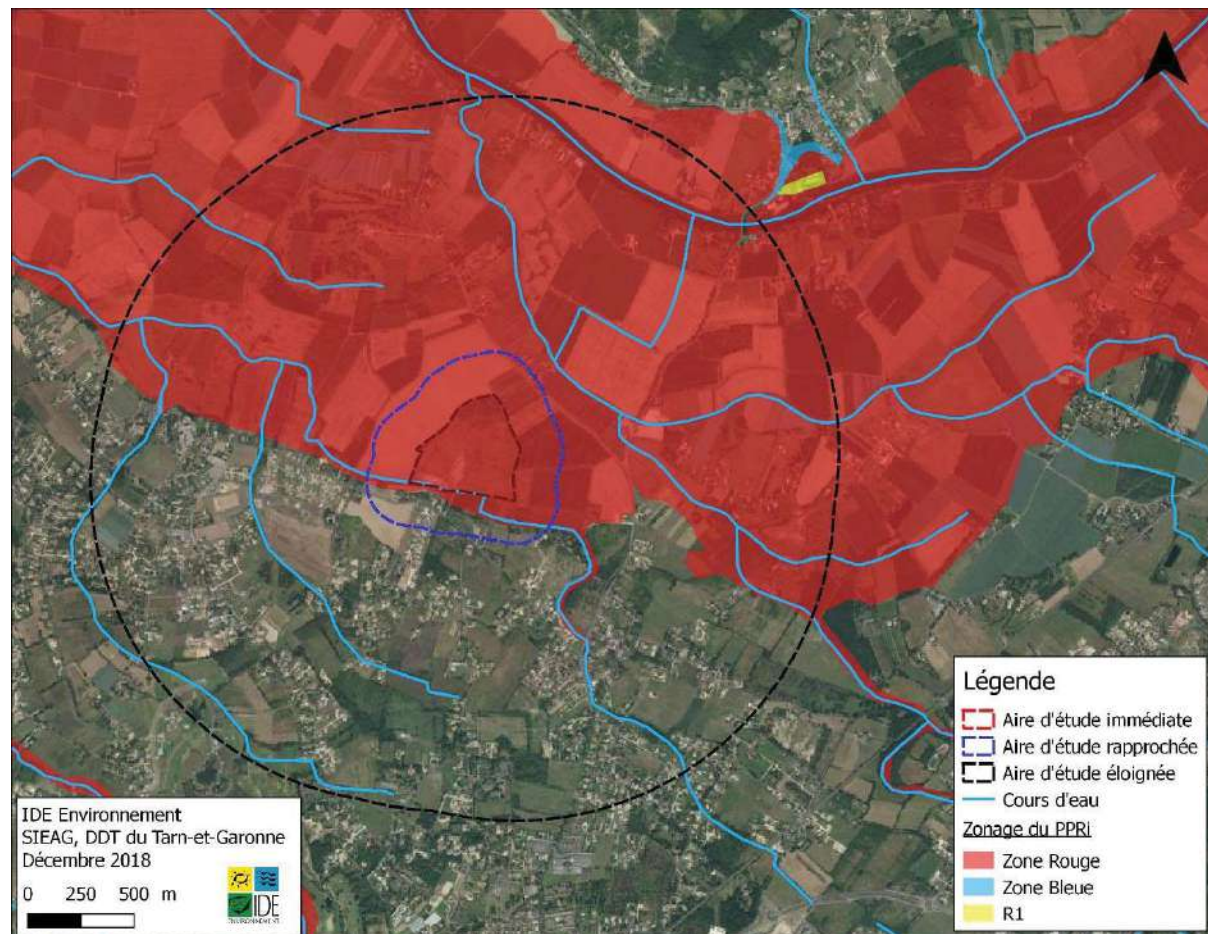 Légende
Aire d'étude immédiate
Aire d'étude rapprochée
Aire d'étude éloignée
Cours d'eau
Zonage du PPRi
Zone Rouge
Zone Bleue
R1
IDE Environnement
SIEAG, DDT du Tarn-et-Garonne
Décembre 2018
0 250 500 m
IDE
ENVIRONNEMENT